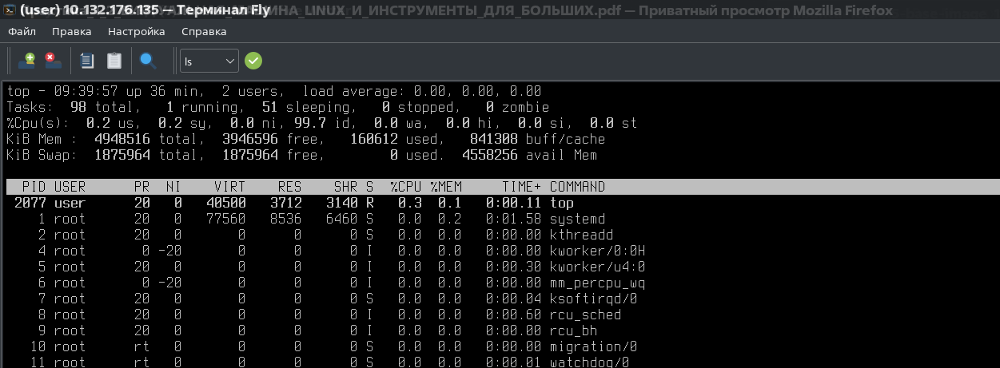 (user) 10.132.176.135 — Терминал Fly МАШИНА_LINUX_И_ИНСТРУМЕНТЫ_ДЛЯ_БОЛЬШИХ.pdf — Приватный просмотр Mozilla Firefox
Файл Правка Настройка Справка
ls
top - 09:39:57 up 36 min, 2 users, load average: 0.00, 0.00, 0.00
Tasks: 98 total, 1 running, 51 sleeping, 0 stopped, 0 zombie
%Cpu(s): 0.2 us, 0.2 sy, 0.0 ni, 99.7 id, 0.0 wa, 0.0 hi, 0.0 si, 0.0 st
KiB Mem : 4948516 total, 3946596 free, 160612 used, 841308 buff/cache
KiB Swap: 1875964 total, 1875964 free, 0 used. 4558256 avail Mem
PID USER PR NI VIRT RES SHR S %CPU %MEM TIME+ COMMAND
2077 user 20 0 40500 3712 3140 R 0.3 0.1 0:00.11 top
1 root 20 0 77560 8536 6460 S 0.0 0.2 0:01.58 systemd
2 root 20 0 0 0 0 S 0.0 0.0 0:00.00 kthreadd
4 root 0 -20 0 0 0 I 0.0 0.0 0:00.00 kworker/0:0H
5 root 20 0 0 0 0 I 0.0 0.0 0:00.30 kworker/u4:0
6 root 0 -20 0 0 0 I 0.0 0.0 0:00.00 mm_percpu_wq
7 root 20 0 0 0 0 S 0.0 0.0 0:00.04 ksoftirqd/0
8 root 20 0 0 0 0 I 0.0 0.0 0:00.60 rcu_sched
9 root 20 0 0 0 0 I 0.0 0.0 0:00.00 rcu_bh
10 root rt 0 0 0 0 S 0.0 0.0 0:00.00 migration/0
11 root rt 0 0 0 0 S 0.0 0.0 0:00.01 watchdog/0